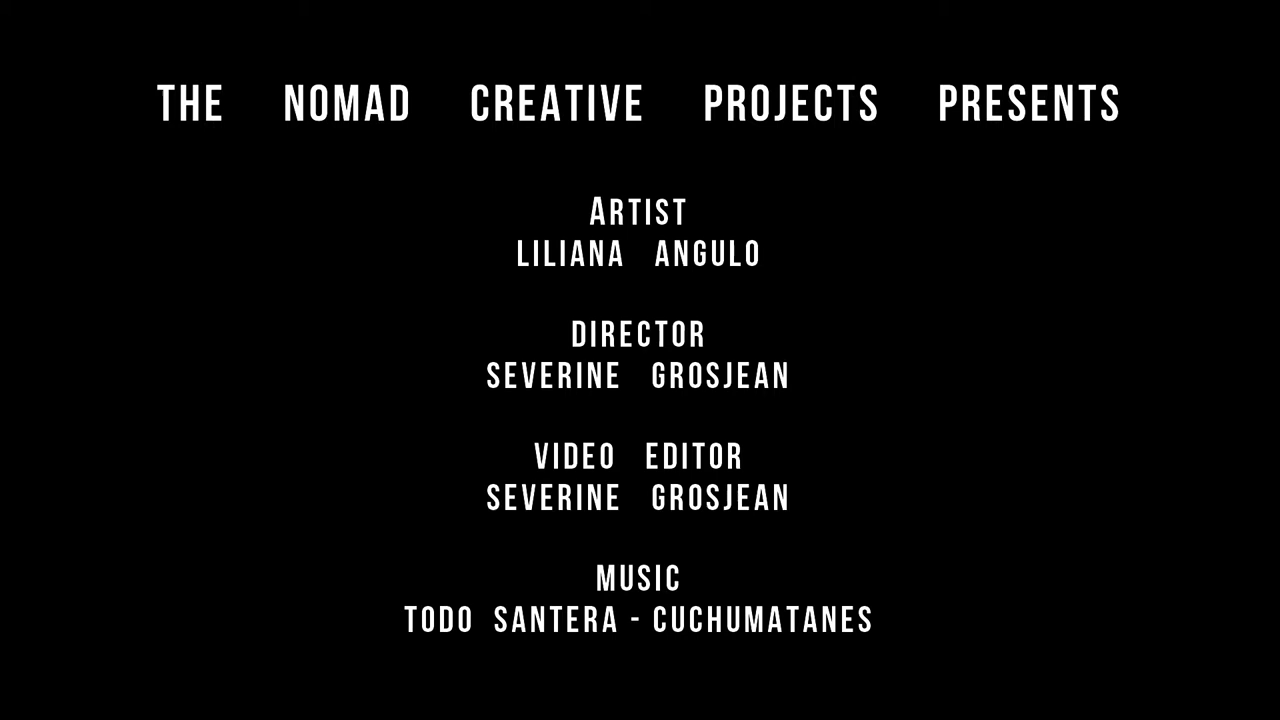 THE NOMAD CREATIVE PROJECTS PRESENTS
ARTIST
LILIANA ANGULO
DIRECTOR
SEVERINE GROSJEAN
VIDEO EDITOR
SEVERINE GROSJEAN
MUSIC
TODO SANTERA - CUCHUMATANES